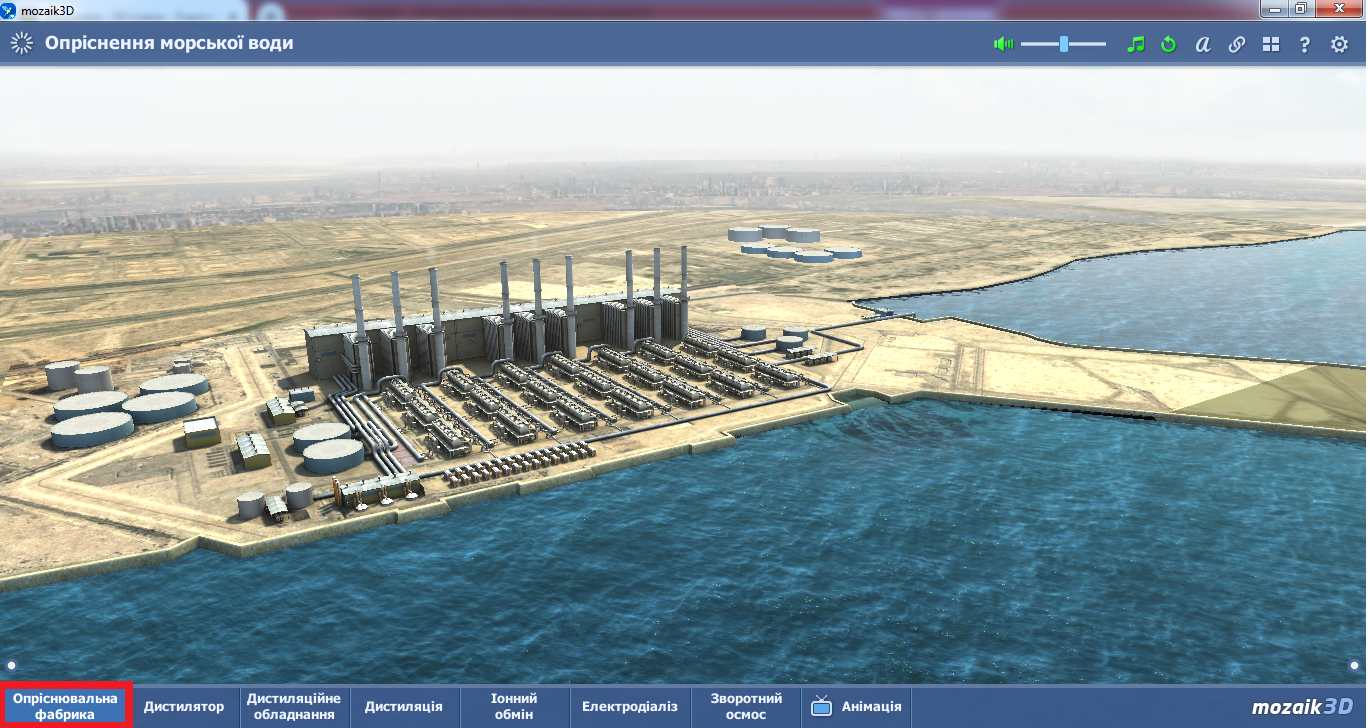 mozaik3D
Опріснення морської води
a
?
Опріснювальна
фабрика
Дистилятор
Дистиляційне
обладнання
Дистиляція
Іонний
обмін
Електродіаліз
Зворотний
осмос
Анімація
mozaik3D